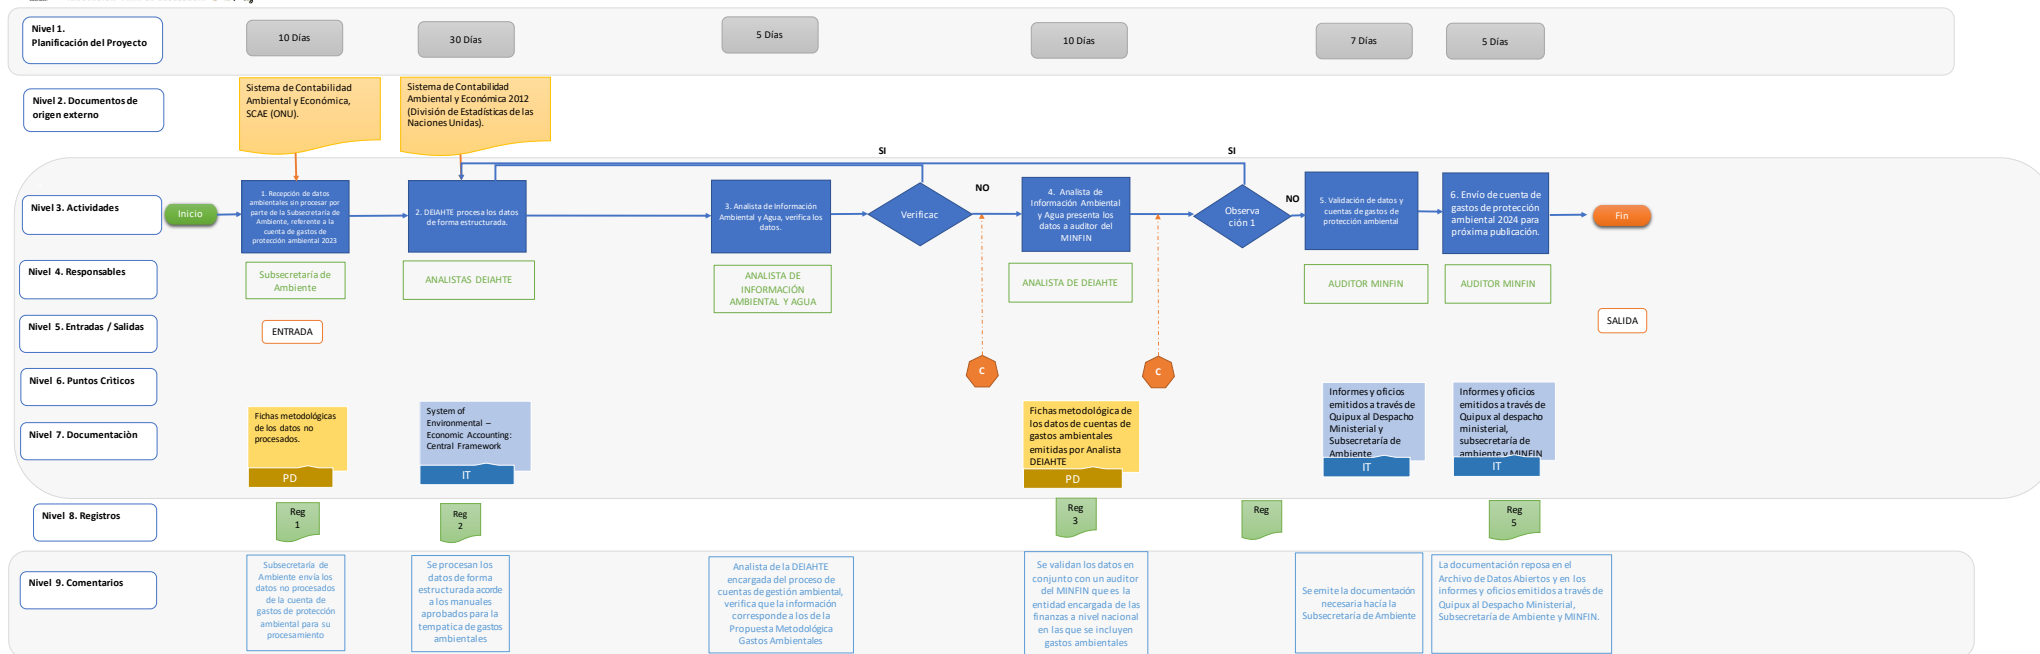 Nivel 1.
Planificación del Proyecto
10 Días
30 Días
5 Días
10 Días
7 Días
5 Días
Nivel 2. Documentos de
origen externo
Sistema de Contabilidad
Ambiental y Económica,
SCAE (ONU).
Sistema de Contabilidad
Ambiental y Económica 2012
(División de Estadísticas de las
Naciones Unidas).
SI
SI
Nivel 3. Actividades
Inicio
1. Recepción de datos
ambientales sin procesar por
parte de la Subsecretaría de
Ambiente, referente a la
cuenta de gastos de
protección ambiental 2023
2. DEIAHTE procesa los datos
de forma estructurada.
3. Analista de Información
Ambiental y Agua, verifica los
datos.
Verificac
NO
4. Analista de
Información Ambiental
y Agua presenta los
datos a auditor del
MINFIN
Observa
ción 1
NO
5. Validación de datos y
cuentas de gastos de
protección ambiental
6. Envío de cuenta de
gastos de protección
ambiental 2024 para
próxima publicación.
Fin
Nivel 4. Responsables
Subsecretaría de
Ambiente
ANALISTAS DEIAHTE
ANALISTA DE
INFORMACIÓN
AMBIENTAL Y AGUA
ANALISTA DE DEIAHTE
AUDITOR MINFIN
AUDITOR MINFIN
Nivel 5. Entradas / Salidas
ENTRADA
SALIDA
Nivel 6. Puntos Crìticos
C
C
Nivel 7. Documentaciòn
Fichas metodológicas
de los datos no
procesados.
PD
System of
Environmental –
Economic Accounting:
Central Framework
IT
Fichas metodológica de
los datos de cuentas de
gastos ambientales
emitidas por Analista
DEIAHTE
PD
Informes y oficios
emitidos a través de
Quipux al Despacho
Ministerial y
Subsecretaría de
Ambiente
IT
Informes y oficios
emitidos a través de
Quipux al despacho
ministerial,
subsecretaría de
ambiente y MINFIN
IT
Nivel 8. Registros
Reg
1
Reg
2
Reg
3
Reg
Reg
5
Nivel 9. Comentarios
Subsecretaría de
Ambiente envía los
datos no procesados
de la cuenta de
gastos de protección
ambiental para su
procesamiento
Se procesan los
datos de forma
estructurada acorde
a los manuales
aprobados para la
tempatica de gastos
ambientales
Analista de la DEIAHTE
encargada del proceso de
cuentas de gestión ambiental,
verifica que la información
corresponde a los de la
Propuesta Metodológica
Gastos Ambientales
Se validan los datos en
conjunto con un auditor
del MINFIN que es la
entidad encargada de las
finanzas a nivel nacional
en las que se incluyen
gastos ambientales
Se emite la documentación
necesaria hacía la
Subsecretaría de Ambiente
La documentación reposa en el
Archivo de Datos Abiertos y en los
informes y oficios emitidos a través de
Quipux al Despacho Ministerial,
Subsecretaría de Ambiente y MINFIN.